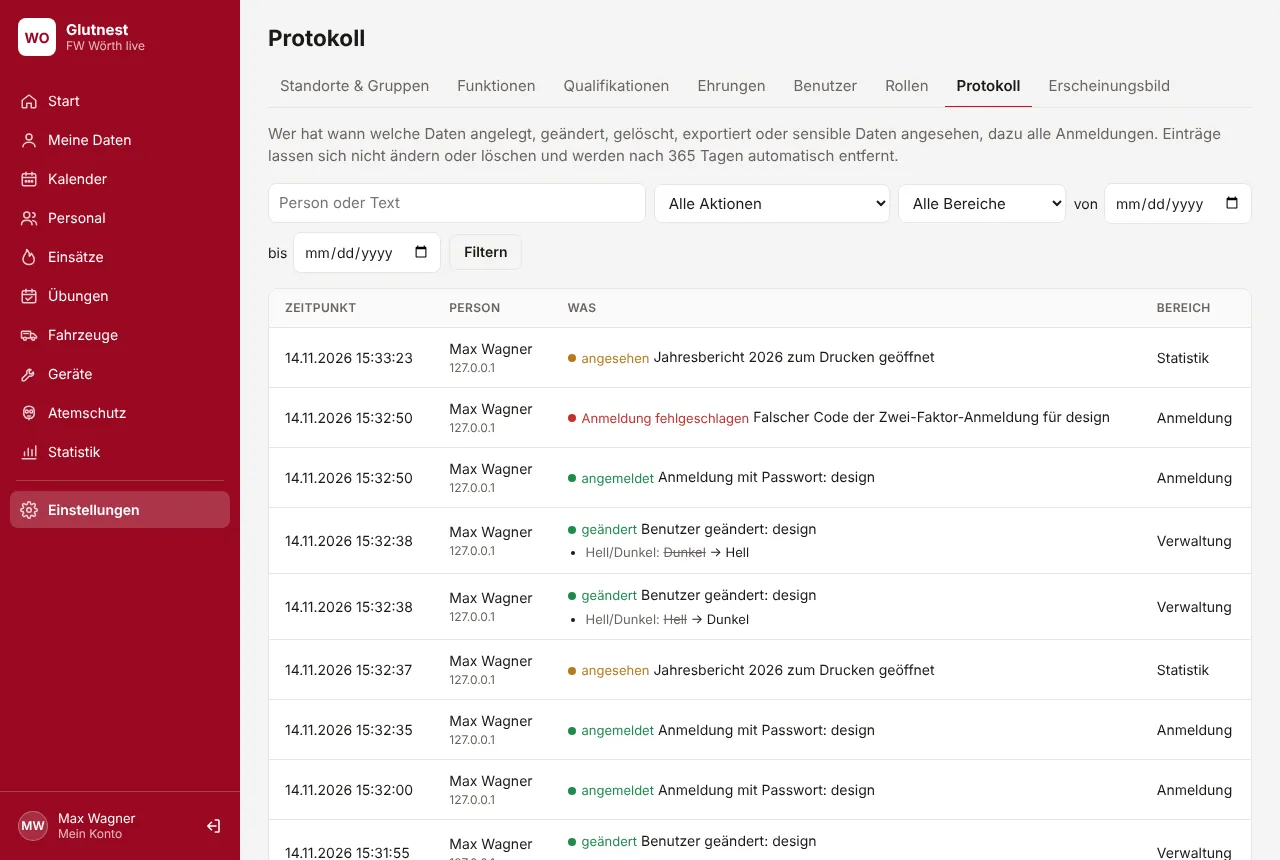 WO
Glutnest
FW Wörth live
Start
Meine Daten
Kalender
Personal
Einsätze
Übungen
Fahrzeuge
Geräte
Atemschutz
Statistik
Einstellungen
MW
Max Wagner
Mein Konto
Protokoll
Standorte & Gruppen Funktionen Qualifikationen Ehrungen Benutzer Rollen Protokoll Erscheinungsbild
Wer hat wann welche Daten angelegt, geändert, gelöscht, exportiert oder sensible Daten angesehen, dazu alle Anmeldungen. Einträge
lassen sich nicht ändern oder löschen und werden nach 365 Tagen automatisch entfernt.
Person oder Text Alle Aktionen Alle Bereiche von mm/dd/yyyy
bis mm/dd/yyyy Filtern
ZEITPUNKT PERSON WAS BEREICH
14.11.2026 15:33:23 Max Wagner angesehen Jahresbericht 2026 zum Drucken geöffnet Statistik
127.0.0.1
14.11.2026 15:32:50 Max Wagner Anmeldung fehlgeschlagen Falscher Code der Zwei-Faktor-Anmeldung für design Anmeldung
127.0.0.1
14.11.2026 15:32:50 Max Wagner angemeldet Anmeldung mit Passwort: design Anmeldung
127.0.0.1
14.11.2026 15:32:38 Max Wagner geändert Benutzer geändert: design Verwaltung
127.0.0.1 • Hell/Dunkel: Dunkel → Hell
14.11.2026 15:32:38 Max Wagner geändert Benutzer geändert: design Verwaltung
127.0.0.1 • Hell/Dunkel: Hell → Dunkel
14.11.2026 15:32:37 Max Wagner angesehen Jahresbericht 2026 zum Drucken geöffnet Statistik
127.0.0.1
14.11.2026 15:32:35 Max Wagner angemeldet Anmeldung mit Passwort: design Anmeldung
127.0.0.1
14.11.2026 15:32:00 Max Wagner angemeldet Anmeldung mit Passwort: design Anmeldung
127.0.0.1
14.11.2026 15:31:55 Max Wagner geändert Benutzer geändert: design Verwaltung